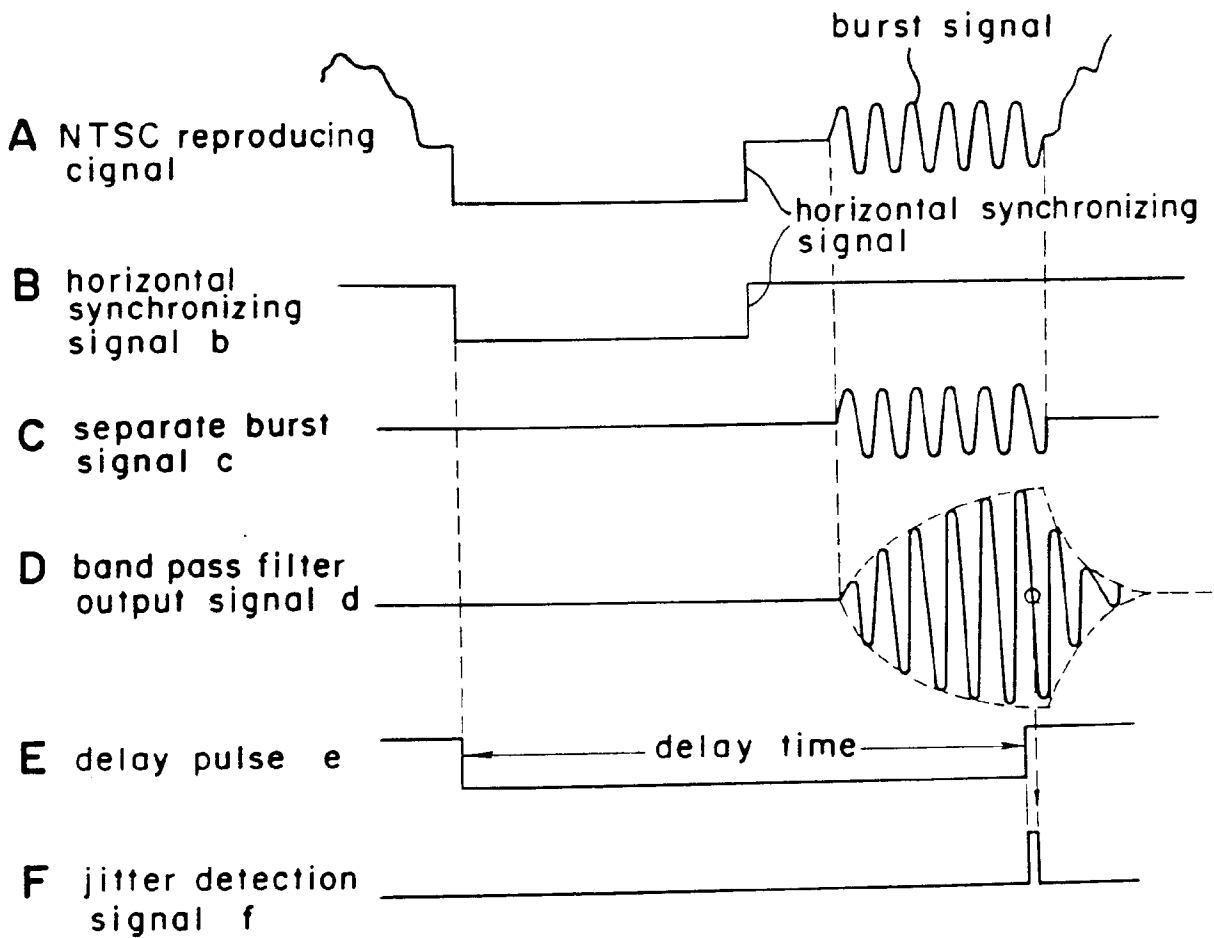 burst signal
A NTSC reproducing
cignal
horizontal synchronizing
signal
B horizontal
synchronizing
signal b
C separate burst
signal c
D band pass filter
output signal d
E delay pulse e
delay time
F jitter detection
signal f